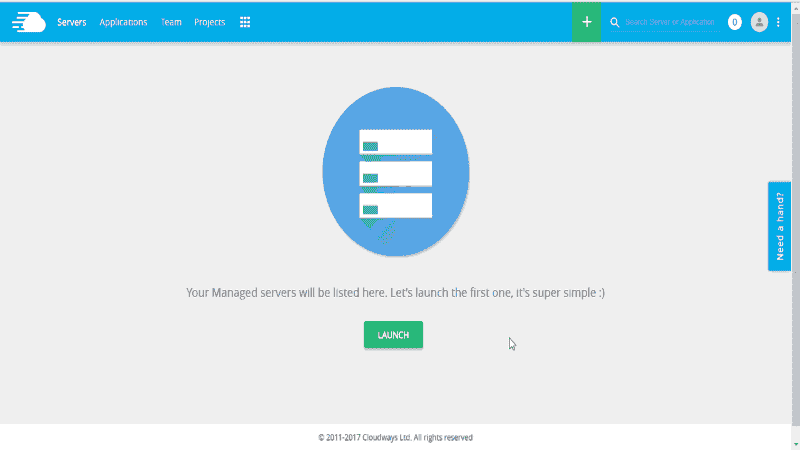 Servers Applications Team Projects + Search Server or Application 0
Need a hand?
Your Managed servers will be listed here. Let's launch the first one, it's super simple :)
LAUNCH
© 2011-2017 Cloudways Ltd. All rights reserved